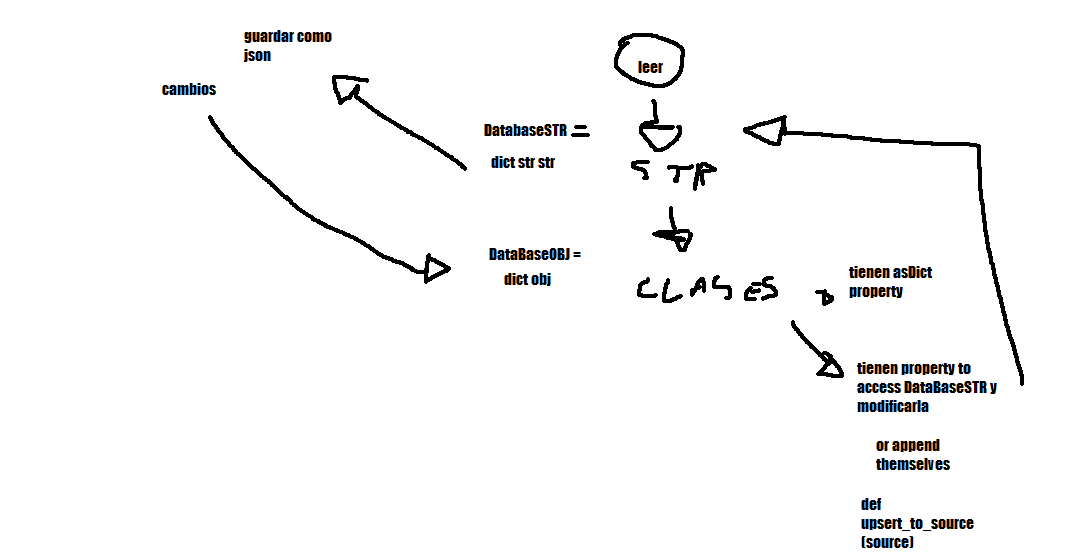 guardar como
json
cambios
leer
DatabaseSTR =
dict str str
STR
DataBaseOBJ =
dict obj
CLASES
tienen asDict
property
tienen property to
access DataBaseSTR y
modificarla
or append
themselves
def
upsert_to_source
(source)